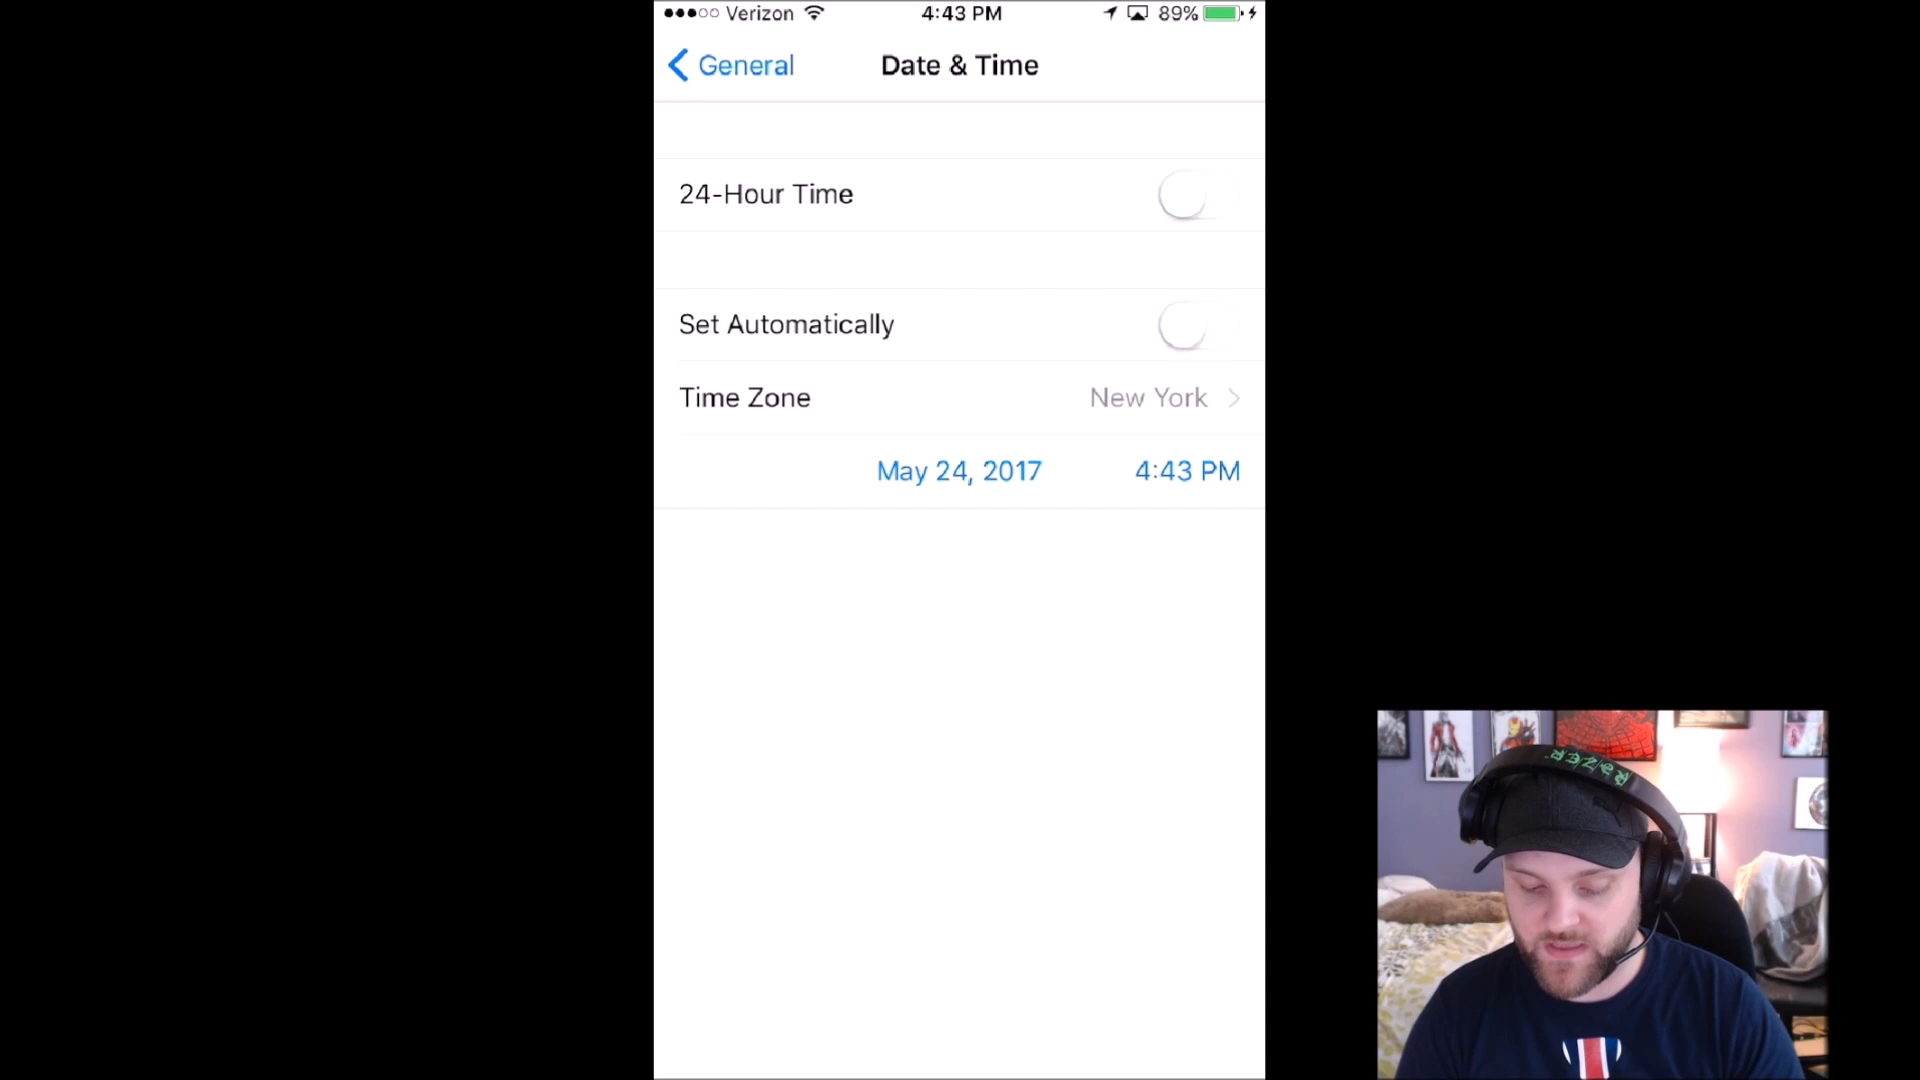 Verizon 4:43 PM 89%
General Date & Time
24-Hour Time
Set Automatically
Time Zone New York
May 24, 2017 4:43 PM
RAZER